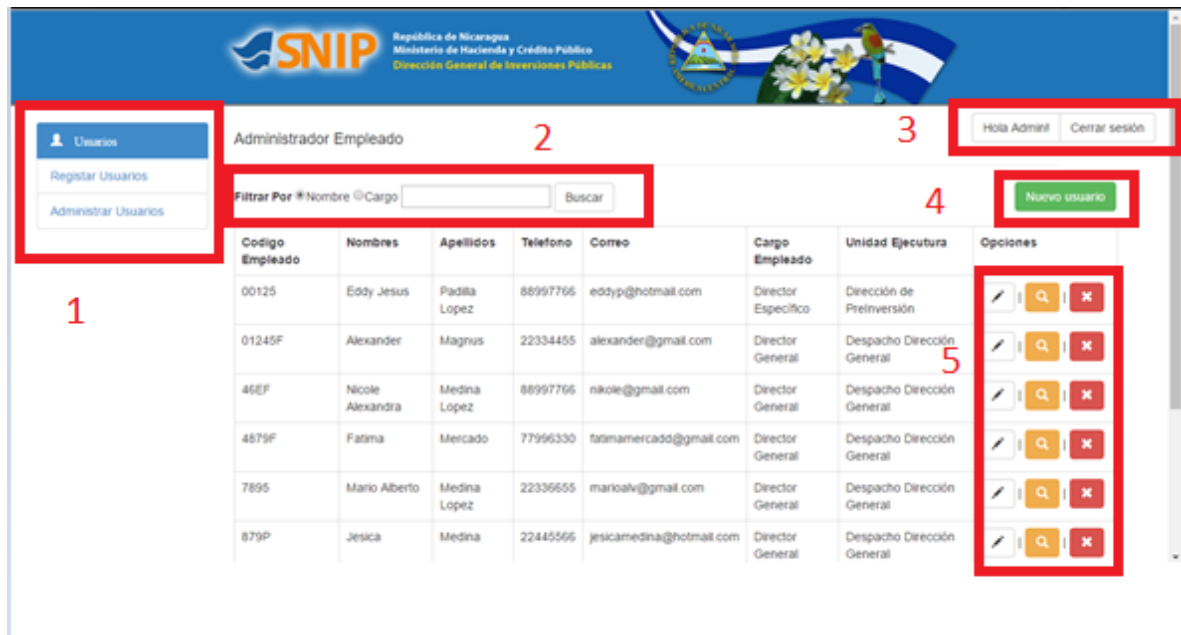 SNIP
República de Nicaragua
Ministerio de Hacienda y Crédito Público
Dirección General de Inversiones Públicas
Usuarios
Registar Usuarios
Administrar Usuarios
1
Administrador Empleado
2
3
Hola Admin!
Cerrar sesión
Filtrar Por Nombre Cargo Buscar
4
Nuevo usuario
Codigo Empleado Nombres Apellidos Telefono Correo Cargo Empleado Unidad Ejecutura Opciones
00125 Eddy Jesus Padilla Lopez 88997766 eddyp@hotmail.com Director Específico Dirección de PreInversión
01245F Alexander Magnus 22334455 alexander@gmail.com Director General Despacho Dirección General
5
46EF Nicole Alexandra Medina Lopez 88997766 nikole@gmail.com Director General Despacho Dirección General
4879F Fatima Mercado 77996330 fatimamercadd@gmail.com Director General Despacho Dirección General
7895 Mario Alberto Medina Lopez 22336655 marioalv@gmail.com Director General Despacho Dirección General
879P Jesica Medina 22445566 jesicamedina@hotmail.com Director General Despacho Dirección General